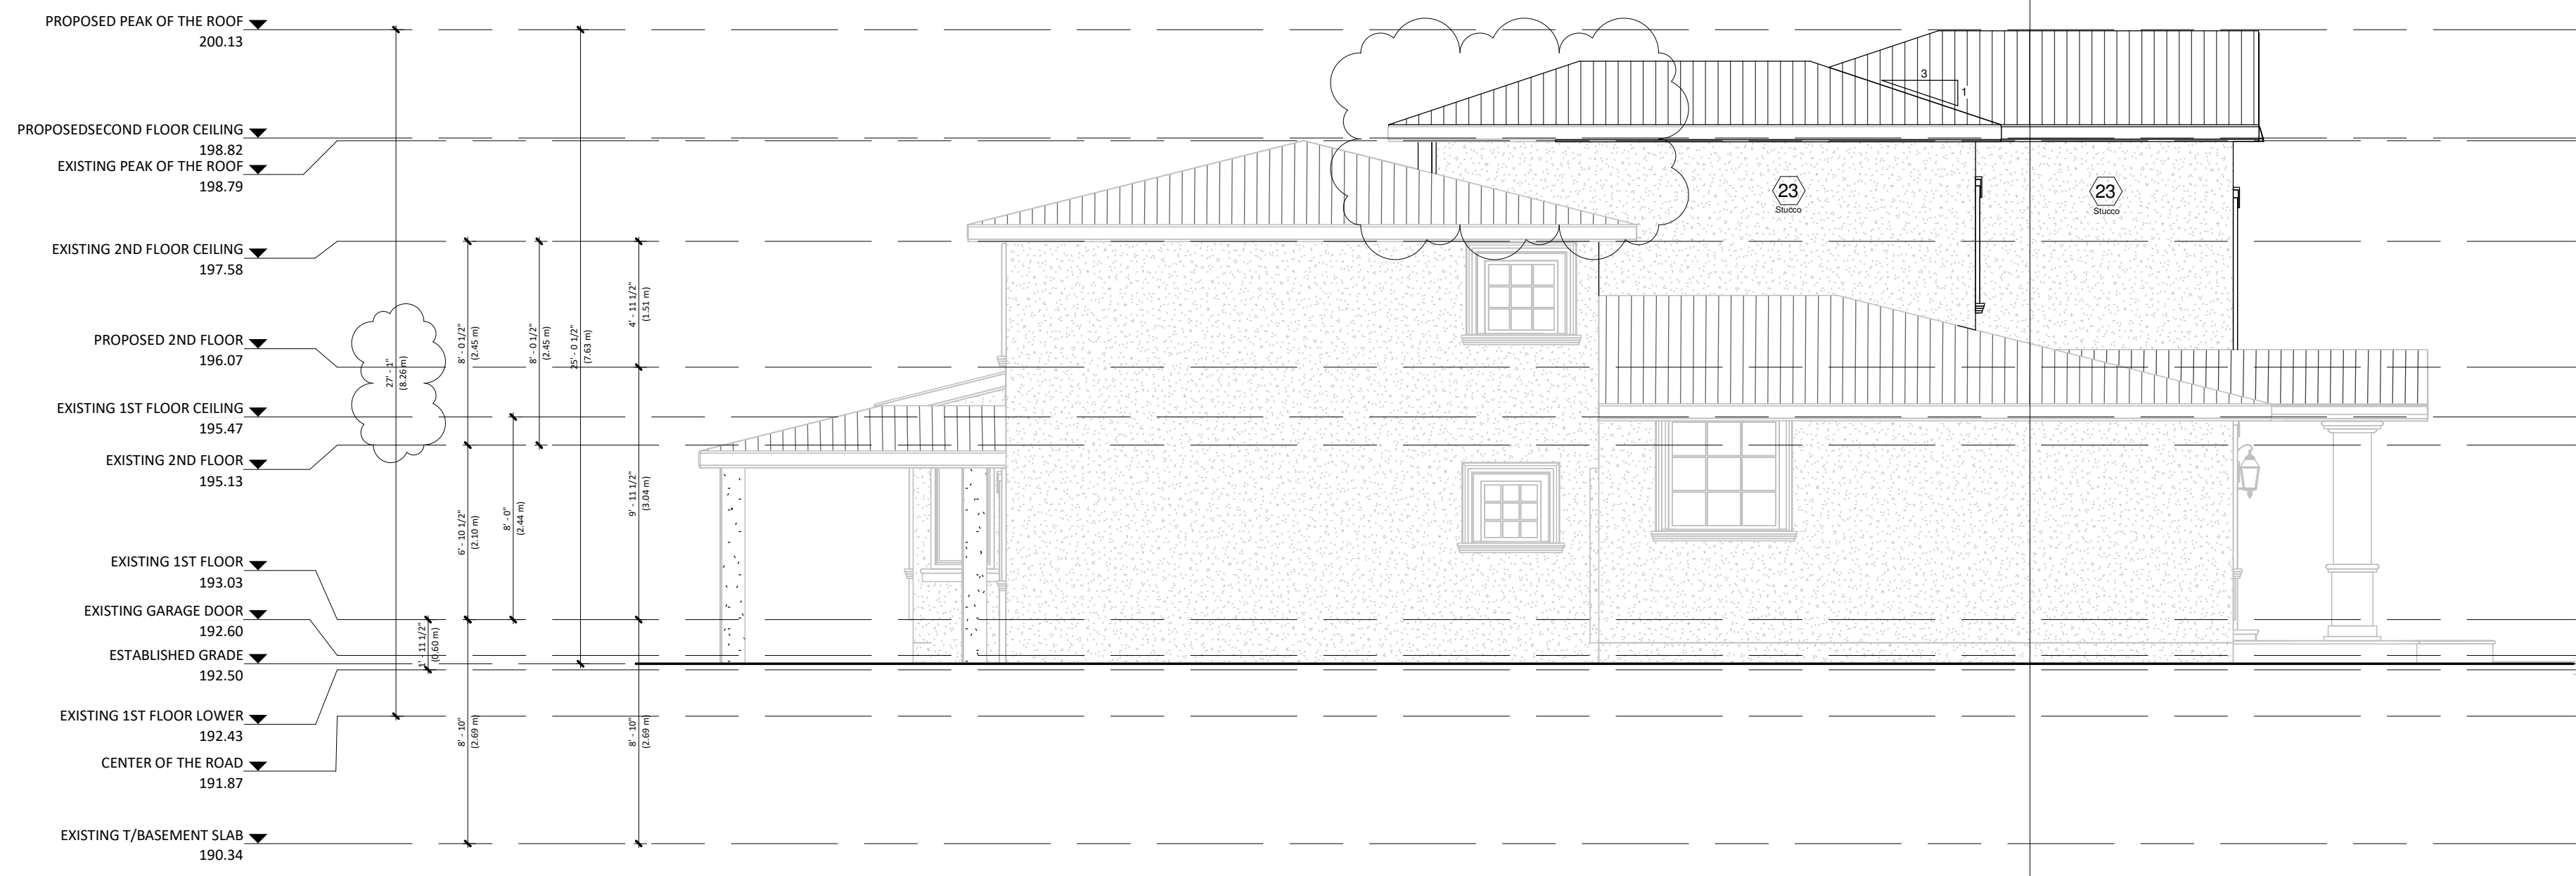 PROPOSED PEAK OF THE ROOF
200.13
PROPOSEDSECOND FLOOR CEILING
198.82
EXISTING PEAK OF THE ROOF
198.79
EXISTING 2ND FLOOR CEILING
197.58
PROPOSED 2ND FLOOR
196.07
EXISTING 1ST FLOOR CEILING
195.47
EXISTING 2ND FLOOR
195.13
EXISTING 1ST FLOOR
193.03
EXISTING GARAGE DOOR
192.60
ESTABLISHED GRADE
192.50
EXISTING 1ST FLOOR LOWER
192.43
CENTER OF THE ROAD
191.87
EXISTING T/BASEMENT SLAB
190.34
27' - 1"
(8.26 m)
1' - 11 1/2"
(0.60 m)
8' - 0 1/2"
(2.45 m)
6' - 10 1/2"
(2.10 m)
8' - 10"
(2.69 m)
8' - 0"
(2.44 m)
8' - 0 1/2"
(2.45 m)
25' - 0 1/2"
(7.63 m)
4' - 11 1/2"
(1.51 m)
9' - 11 1/2"
(3.04 m)
8' - 10"
(2.69 m)
3
1
23
Stucco
23
Stucco